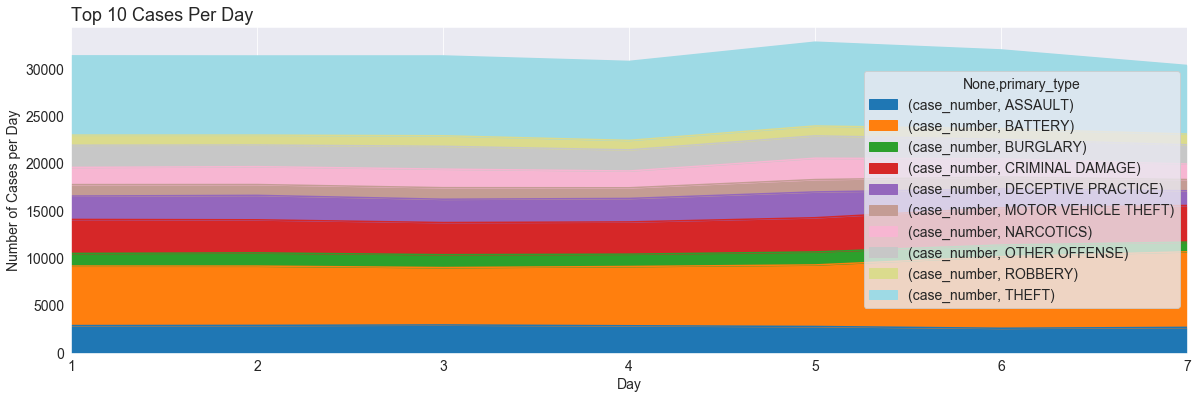 Top 10 Cases Per Day
Number of Cases per Day
30000
25000
20000
15000
10000
5000
0
None,primary_type
(case_number, ASSAULT)
(case_number, BATTERY)
(case_number, BURGLARY)
(case_number, CRIMINAL DAMAGE)
(case_number, DECEPTIVE PRACTICE)
(case_number, MOTOR VEHICLE THEFT)
(case_number, NARCOTICS)
(case_number, OTHER OFFENSE)
(case_number, ROBBERY)
(case_number, THEFT)
1 2 3 4 5 6 7
Day